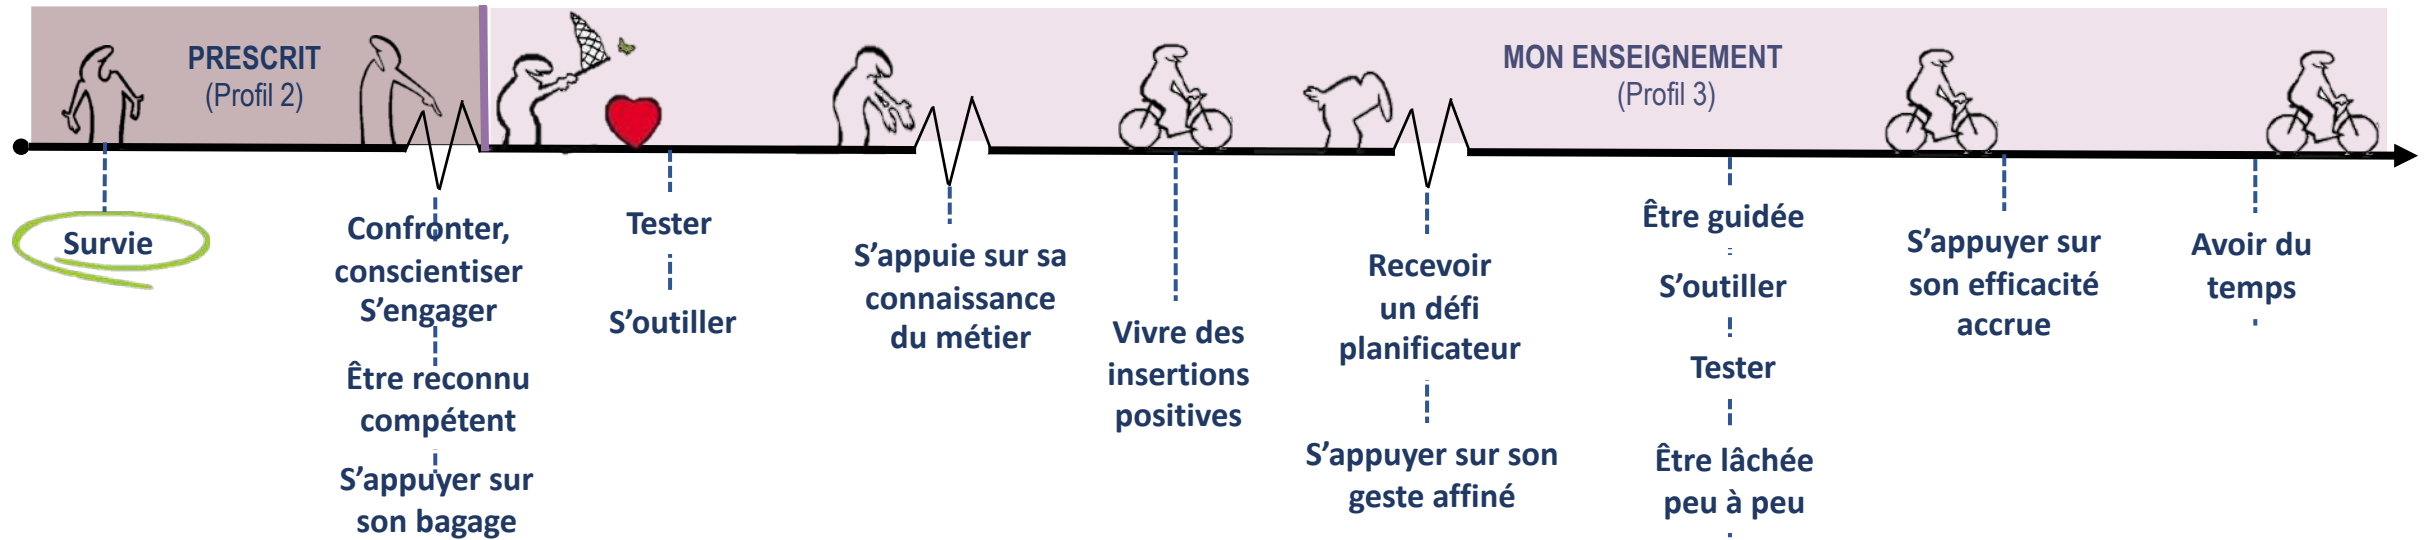 PRESCRIT
(Profil 2)
MON ENSEIGNEMENT
(Profil 3)
Survie
Confronter,
conscientiser
S’engager
Être reconnu
compétent
S’appuyer sur
son bagage
Tester
S’outiller
S’appuie sur sa
connaissance
du métier
Vivre des
insertions
positives
Recevoir
un défi
planificateur
S’appuyer sur son
geste affiné
Être guidée
S’outiller
Tester
Être lâchée
peu à peu
S’appuyer sur
son efficacité
accrue
Avoir du
temps